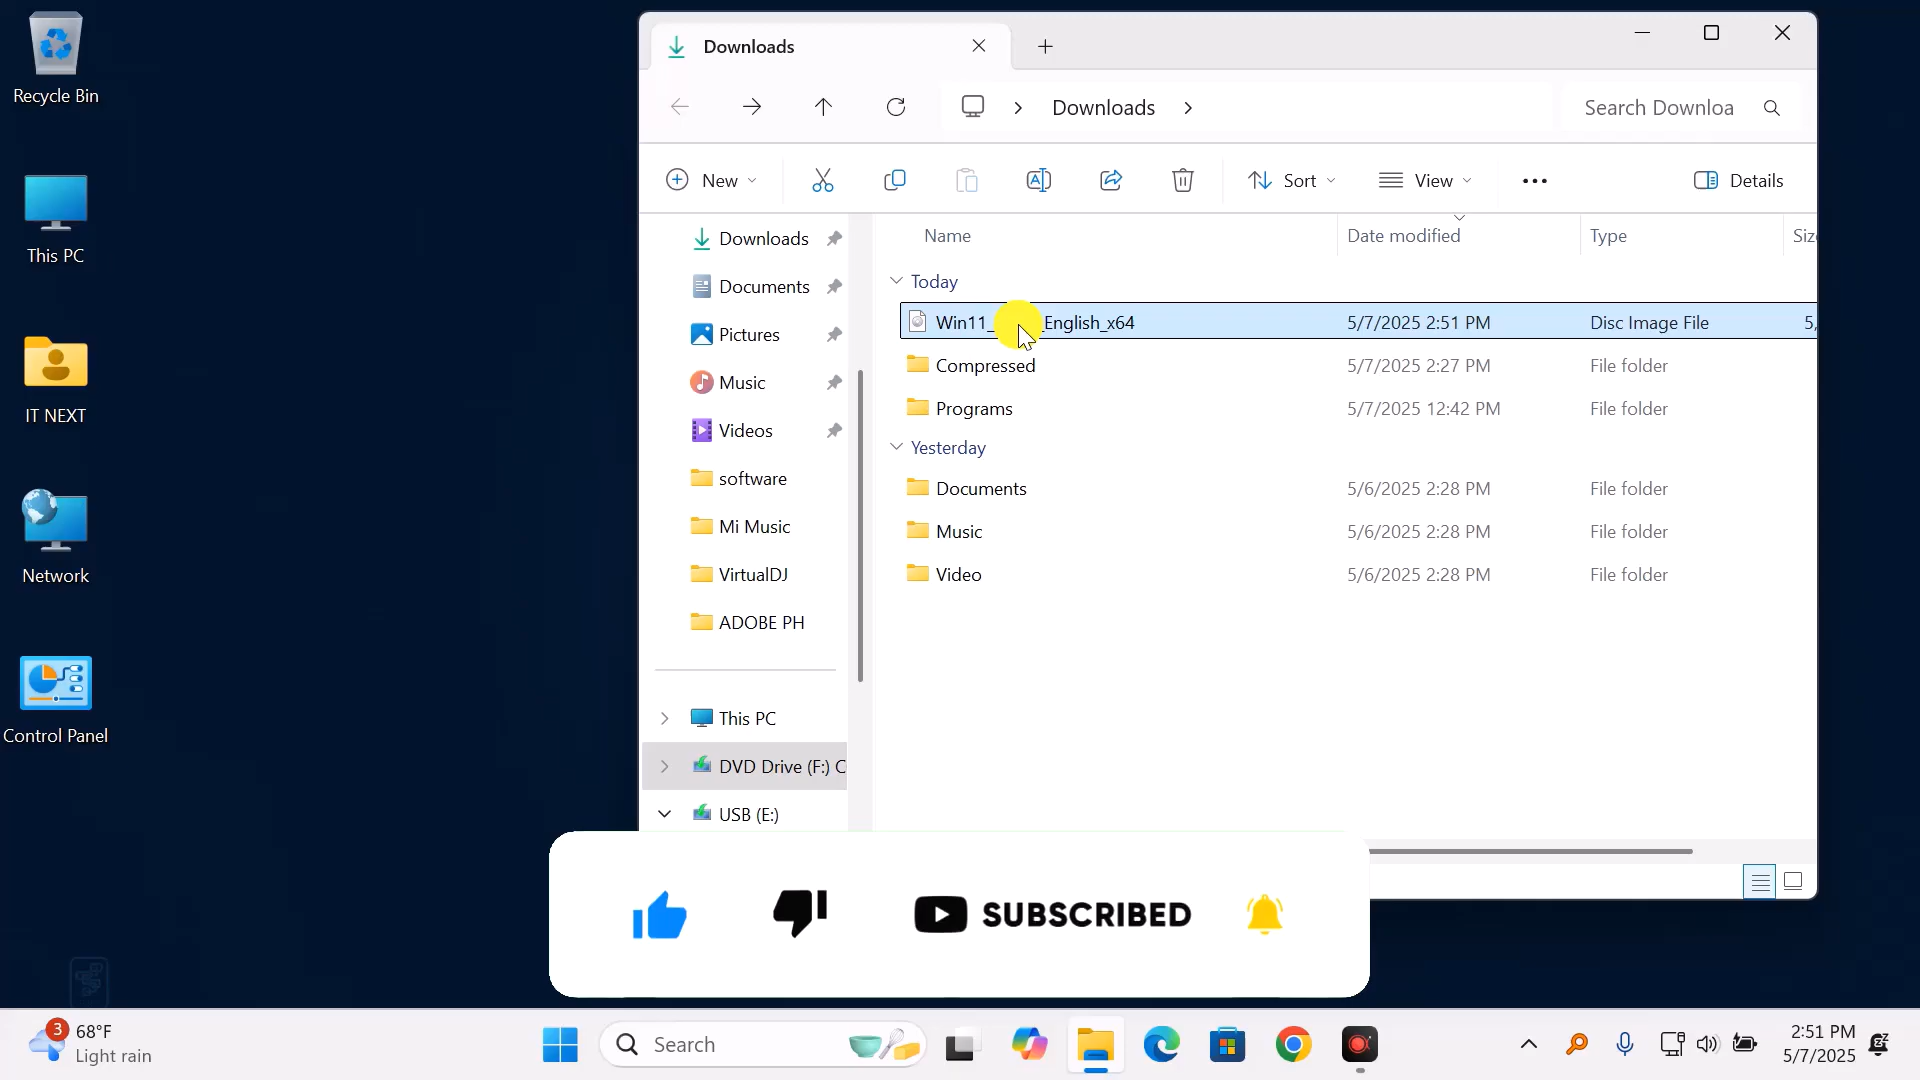 Recycle Bin
This PC
IT NEXT
Network
Control Panel
Downloads
Downloads
Search Downloa
New
Sort
View
Details
Name
Date modified
Type
Downloads
Documents
Pictures
Music
Videos
software
Mi Music
VirtualDJ
ADOBE PH
This PC
DVD Drive (F:) C
USB (E:)
Today
Win11_ _English_x64 5/7/2025 2:51 PM Disc Image File 5,
Compressed 5/7/2025 2:27 PM File folder
Programs 5/7/2025 12:42 PM File folder
Yesterday
Documents 5/6/2025 2:28 PM File folder
Music 5/6/2025 2:28 PM File folder
Video 5/6/2025 2:28 PM File folder
SUBSCRIBED
3
68°F
Light rain
Search
2:51 PM
5/7/2025